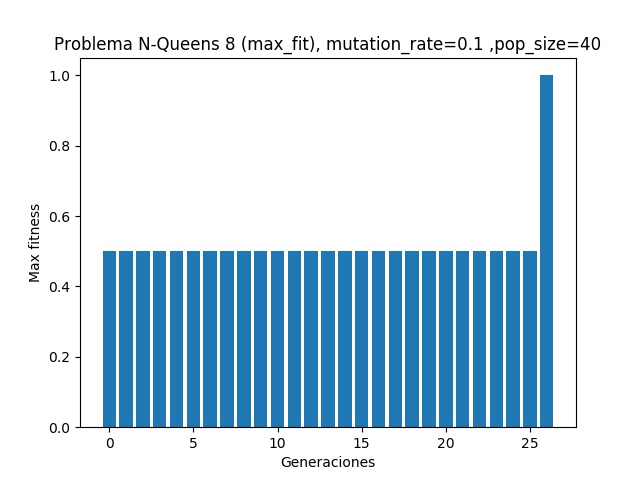 Problema N-Queens 8 (max_fit), mutation_rate=0.1 ,pop_size=40
1.0
0.8
0.6
0.4
0.2
0.0
Max fitness
0 5 10 15 20 25
Generaciones